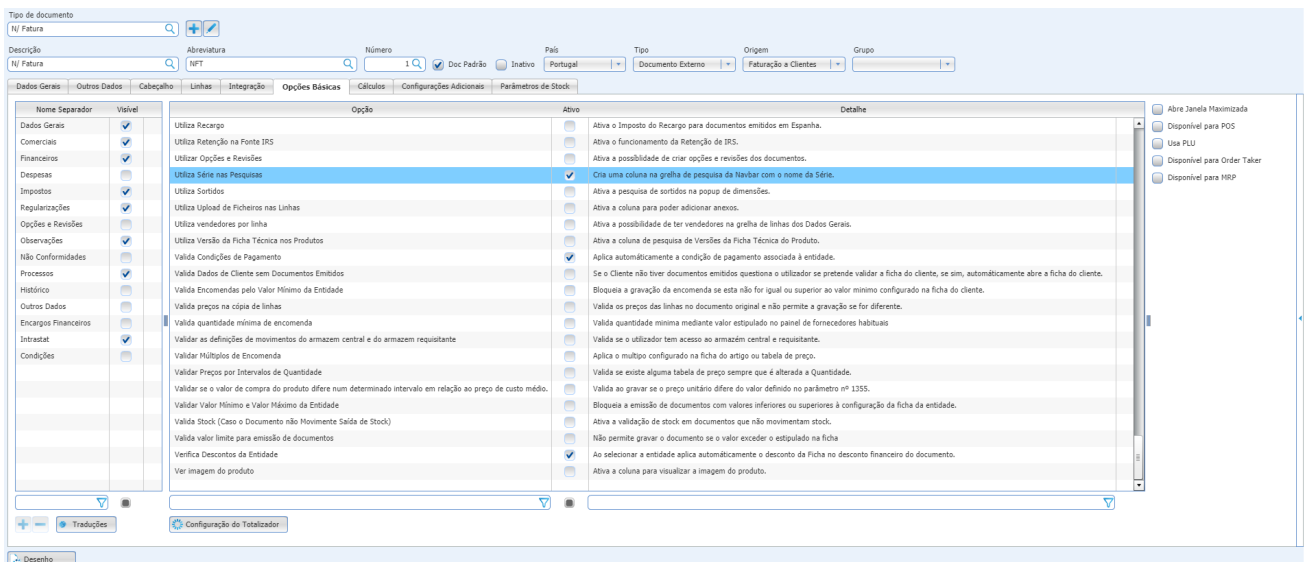 Tipo de documento
N/ Fatura
Descrição Abreviatura Número País Tipo Origem Grupo
N/ Fatura NFT 1 Doc Padrão Inativo Portugal Documento Externo Faturação a Clientes
Dados Gerais Outros Dados Cabeçalho Linhas Integração Opções Básicas Cálculos Configurações Adicionais Parâmetros de Stock
Nome Separador Visível Opção Ativo Detalhe Abre Janela Maximizada
Dados Gerais Utiliza Recargo Ativa o Imposto do Recargo para documentos emitidos em Espanha. Disponível para POS
Comerciais Utiliza Retenção na Fonte IRS Ativa o funcionamento da Retenção de IRS. Usa PLU
Financeiros Utilizar Opções e Revisões Ativa a possiblidade de criar opções e revisões dos documentos. Disponível para Order Taker
Despesas Utiliza Série nas Pesquisas Cria uma coluna na grelha de pesquisa da Navbar com o nome da Série. Disponível para MRP
Impostos Utiliza Sortidos Ativa a pesquisa de sortidos na popup de dimensões.
Regularizações Utiliza Upload de Ficheiros nas Linhas Ativa a coluna para poder adicionar anexos.
Opções e Revisões Utiliza vendedores por linha Ativa a possibilidade de ter vendedores na grelha de linhas dos Dados Gerais.
Observações Utiliza Versão da Ficha Técnica nos Produtos Ativa a coluna de pesquisa de Versões da Ficha Técnica do Produto.
Não Conformidades Valida Condições de Pagamento Aplica automáticamente a condição de pagamento associada à entidade.
Processos Valida Dados de Cliente sem Documentos Emitidos Se o Cliente não tiver documentos emitidos questiona o utilizador se pretende validar a ficha do cliente, se sim, automáticamente abre a ficha do cliente.
Histórico Valida Encomendas pelo Valor Mínimo da Entidade Bloqueia a gravação da encomenda se esta não for igual ou superior ao valor minimo configurado na ficha do cliente.
Outros Dados Valida preços na cópia de linhas Valida os preços das linhas no documento original e não permite a gravação se for diferente.
Encargos Financeiros Valida quantidade mínima de encomenda Valida quantidade minima mediante valor estipulado no painel de fornecedores habituais
Intrastat Validar as definições de movimentos do armazem central e do armazem requisitante Valida se o utilizador tem acesso ao armazém central e requisitante.
Condições Validar Múltiplos de Encomenda Aplica o multipo configurado na ficha do artigo ou tabela de preço.
Validar Preços por Intervalos de Quantidade Valida se existe alguma tabela de preço sempre que é alterada a Quantidade.
Validar se o valor de compra do produto difere num determinado intervalo em relação ao preço de custo médio. Valida ao gravar se o preço unitário difere do valor definido no parâmetro nº 1355.
Validar Valor Mínimo e Valor Máximo da Entidade Bloqueia a emissão de documentos com valores inferiores ou superiores à configuração da ficha da entidade.
Valida Stock (Caso o Documento não Movimente Saída de Stock) Ativa a validação de stock em documentos que não movimentam stock.
Valida valor limite para emissão de documentos Não permite gravar o documento se o valor exceder o estipulado na ficha
Verifica Descontos da Entidade Ao selecionar a entidade aplica automáticamente o desconto da Ficha no desconto financeiro do documento.
Ver imagem do produto Ativa a coluna para visualizar a imagem do produto.
Traduções Configuração do Totalizador
Desenho